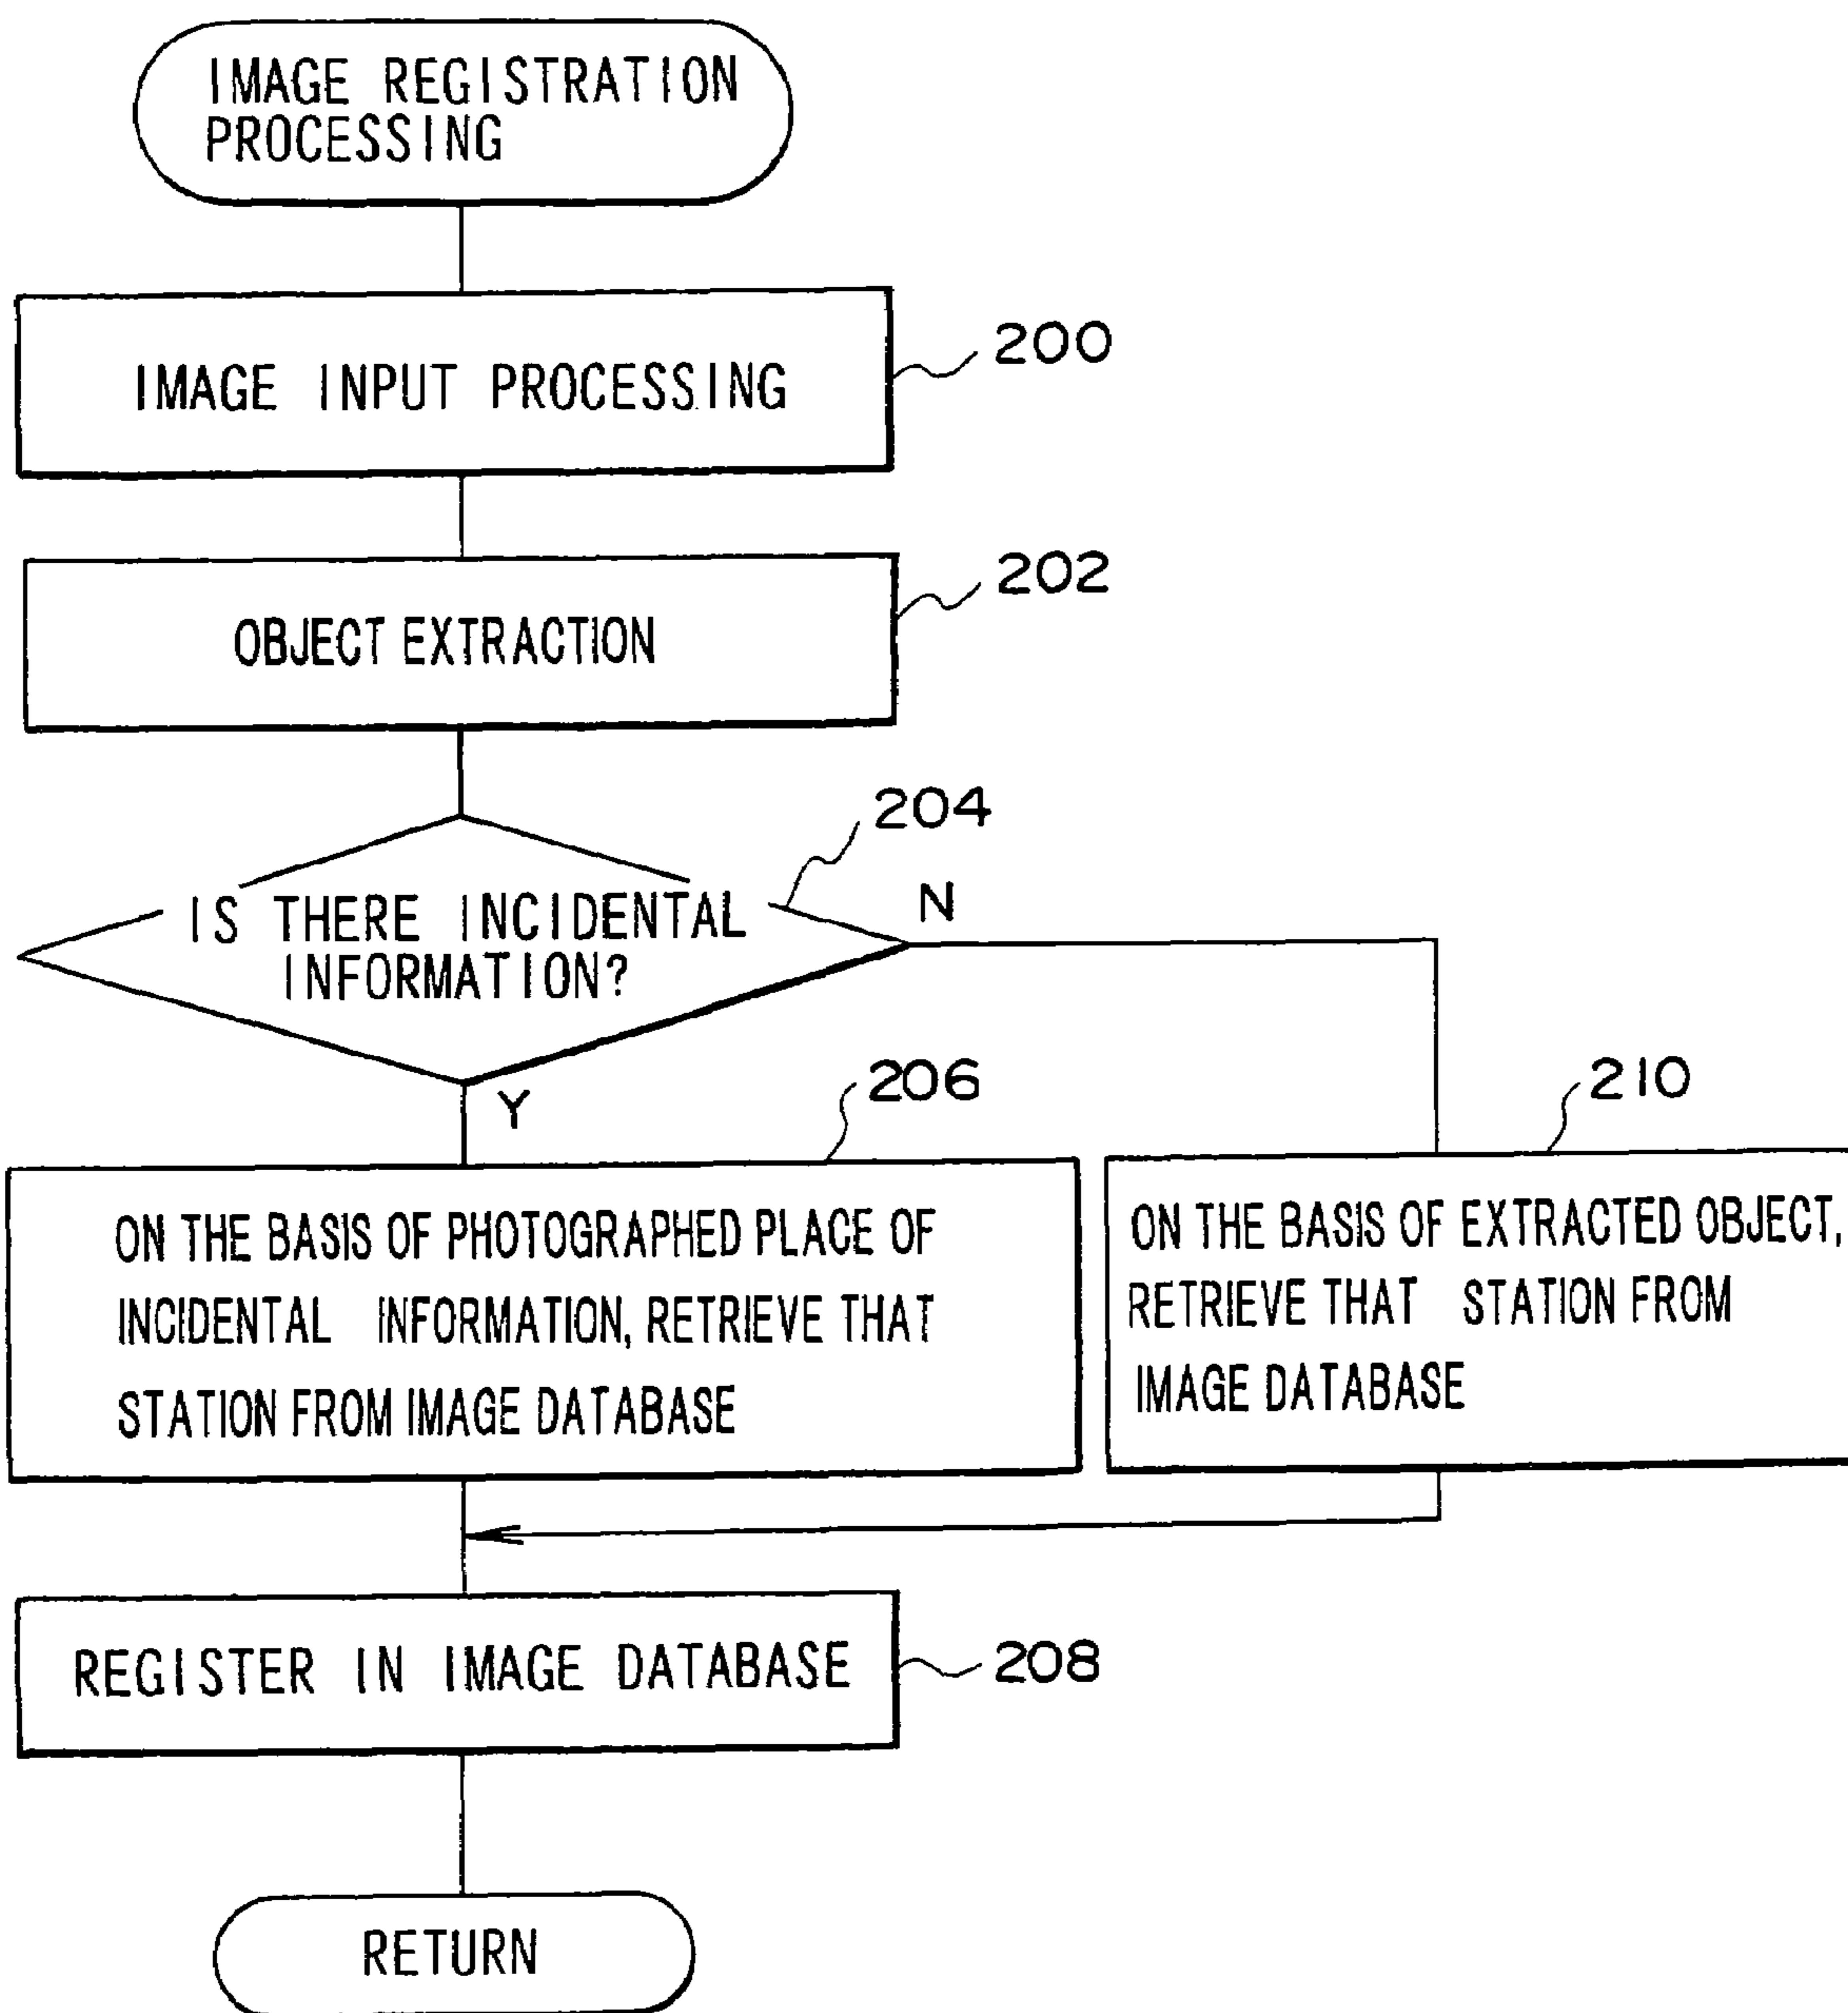 IMAGE REGISTRATION
PROCESSING
IMAGE INPUT PROCESSING
200
OBJECT EXTRACTION
202
204
IS THERE INCIDENTAL
INFORMATION?
N
Y
206
ON THE BASIS OF PHOTOGRAPHED PLACE OF
INCIDENTAL INFORMATION, RETRIEVE THAT
STATION FROM IMAGE DATABASE
210
ON THE BASIS OF EXTRACTED OBJECT,
RETRIEVE THAT STATION FROM
IMAGE DATABASE
REGISTER IN IMAGE DATABASE
208
RETURN